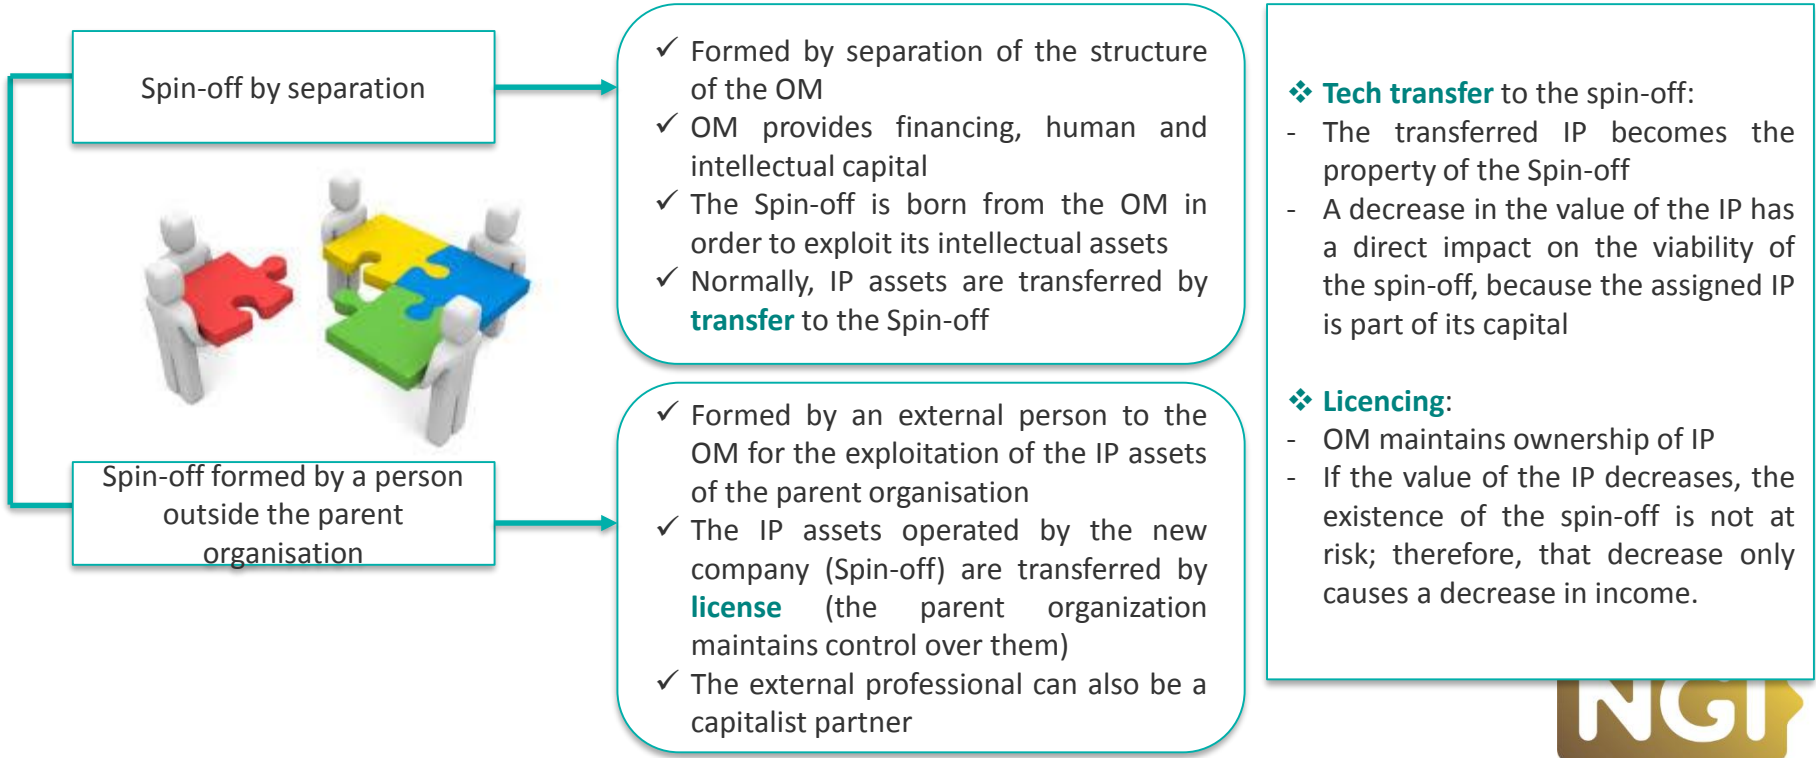 Spin-off by separation
✓ Formed by separation of the structure
of the OM
✓ OM provides financing, human and
intellectual capital
✓ The Spin-off is born from the OM in
order to exploit its intellectual assets
✓ Normally, IP assets are transferred by
transfer to the Spin-off
Spin-off formed by a person
outside the parent
organisation
✓ Formed by an external person to the
OM for the exploitation of the IP assets
of the parent organisation
✓ The IP assets operated by the new
company (Spin-off) are transferred by
license (the parent organization
maintains control over them)
✓ The external professional can also be a
capitalist partner
❖ Tech transfer to the spin-off:
- The transferred IP becomes the
property of the Spin-off
- A decrease in the value of the IP has
a direct impact on the viability of
the spin-off, because the assigned IP
is part of its capital
❖ Licencing:
- OM maintains ownership of IP
- If the value of the IP decreases, the
existence of the spin-off is not at
risk; therefore, that decrease only
causes a decrease in income.
NGI